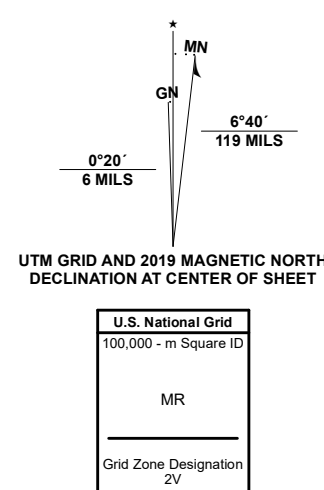 ★
MN
GN
6°40´
119 MILS
0°20´
6 MILS
UTM GRID AND 2019 MAGNETIC NORTH
DECLINATION AT CENTER OF SHEET
U.S. National Grid
100,000 - m Square ID
MR
Grid Zone Designation
2V